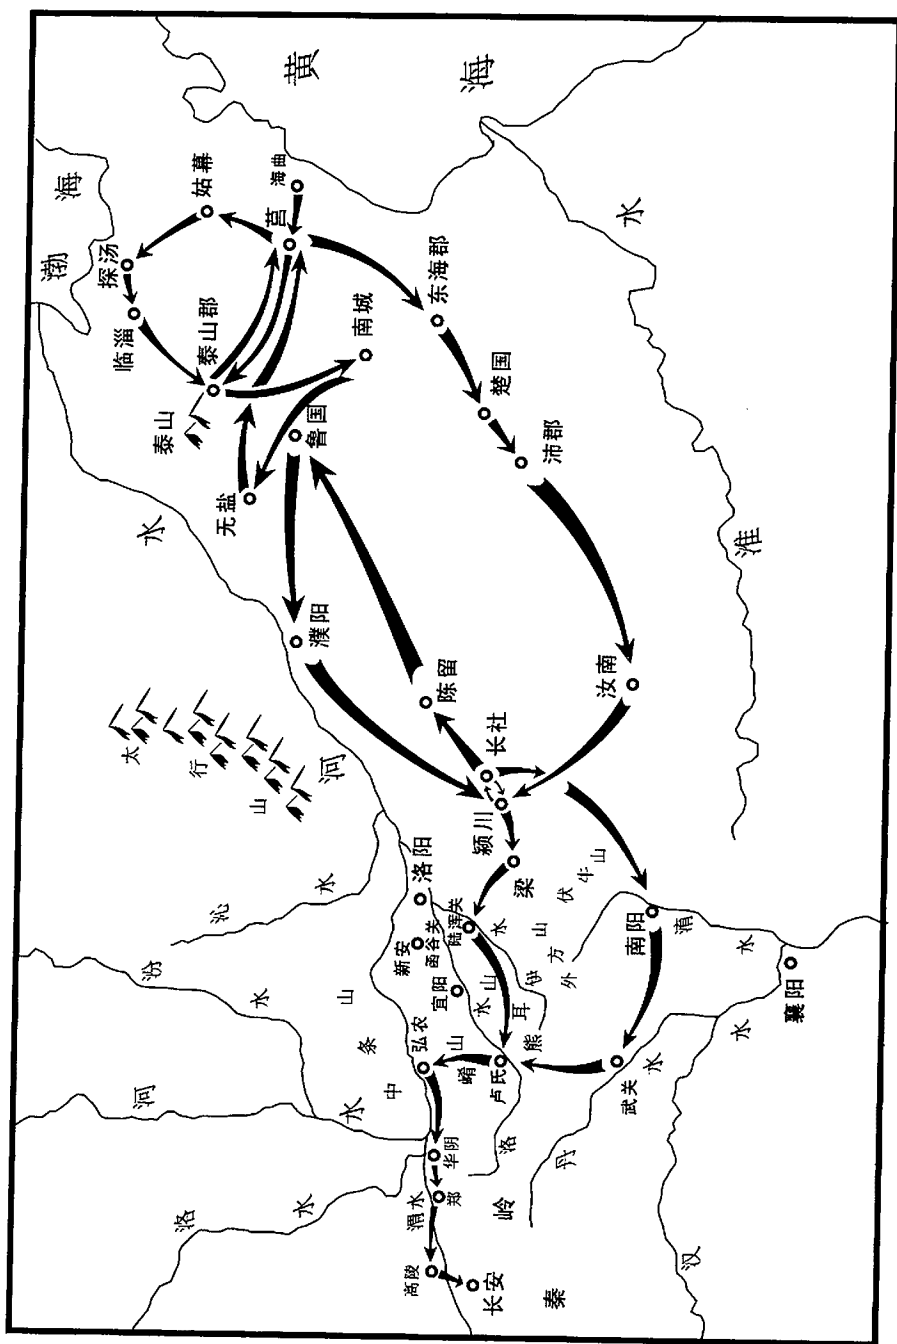 黄海
渤海
姑幕
海曲
莒
探汤
临淄
泰山郡
泰山
南城
东海郡
鲁国
楚国
无盐
沛郡
水
淮
水
濮阳
汝南
陈留
长社
太
行
山
河
颍川
梁
洛阳
沁
水
伏
牛
山
陆浑关
函谷关
新安
宜阳
水
山
方
外
伊
南阳
淯
水
襄阳
水
汾
水
中
条
山
弘农
崤
山
水
山
耳
熊
卢氏
洛
武关
水
丹
河
水
华阴
郑
渭水
高陵
长安
洛
水
秦
岭
汉